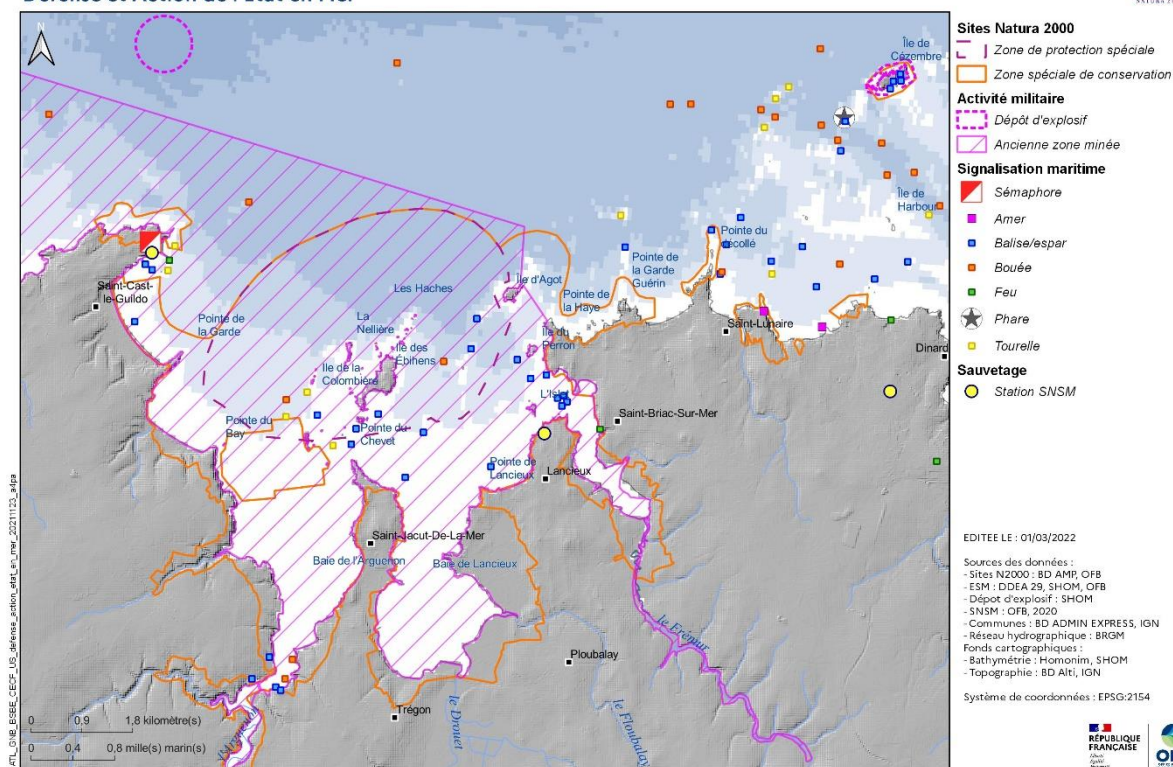 N
Île de
Cézembre
Île de
Harbour
Pointe du
Décollé
Pointe de
la Garde
Guérin
Pointe de
la Haye
Île d'Agot
Les Haches
Saint-Cast-
le-Guildo
Pointe de
la Garde
La
Nellière
Île des
Ébihens
Île de la
Colombière
Île du
Perron
Saint-Lunaire
Dinard
L'Islet
Saint-Briac-Sur-Mer
Pointe du
Bay
Pointe du
Chevet
Pointe de
Lancieux
Lancieux
Saint-Jacut-De-La-Mer
Baie de l'Arguenon
Baie de Lancieux
le Frémur
Ploubalay
Trégon
le Drouet
le Floubalay
0 0,9 1,8 kilomètre(s)
0 0,4 0,8 mille(s) marin(s)
ATL_GNB_ESBE_CECF_US_defense_action_etat_en_mer_20211123_a4pa
Sites Natura 2000
Zone de protection spéciale
Zone spéciale de conservation
Activité militaire
Dépôt d'explosif
Ancienne zone minée
Signalisation maritime
Sémaphore
Amer
Balise/espar
Bouée
Feu
Phare
Tourelle
Sauvetage
Station SNSM
EDITEE LE : 01/03/2022
Sources des données :
- Sites N2000 : BD AMP, OFB
- ESM : DDEA 29, SHOM, OFB
- Dépot d'explosif : SHOM
- SNSM : OFB, 2020
- Communes : BD ADMIN EXPRESS, IGN
- Réseau hydrographique : BRGM
Fonds cartographiques :
- Bathymétrie : Homonim, SHOM
- Topographie : BD Alti, IGN
Système de coordonnées : EPSG:2154
RÉPUBLIQUE
FRANÇAISE
Liberté
Égalité
Fraternité